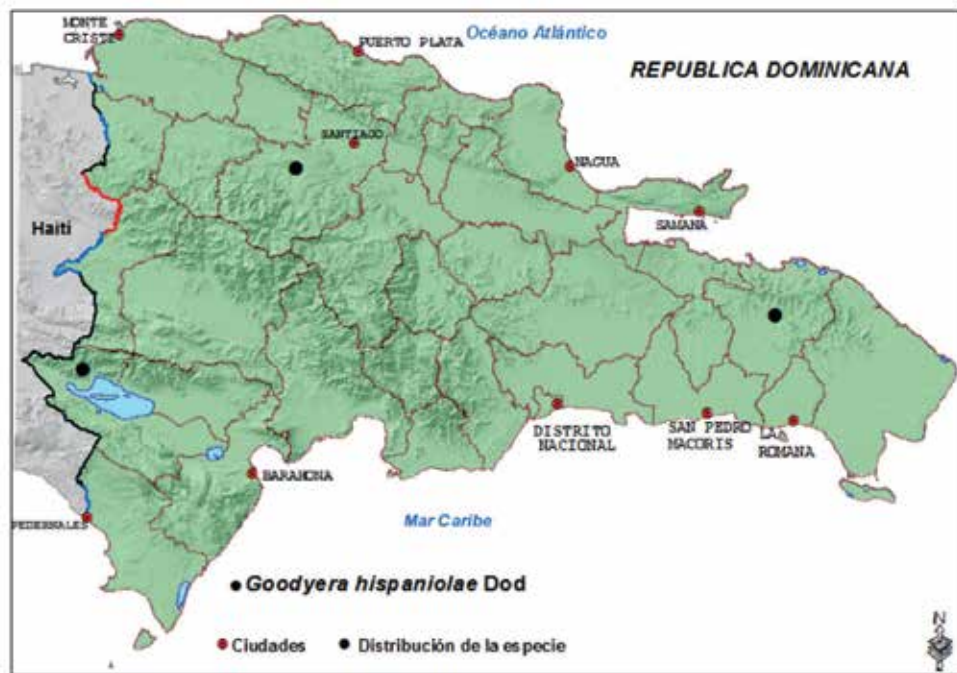 MONTE
CRISTI
PUERTO PLATA
Océano Atlántico
REPUBLICA DOMINICANA
SANTIAGO
NAGUA
SAMANA
Haití
DISTRITO
NACIONAL
SAN PEDRO
MACORIS
LA
ROMANA
BARAHONA
PEDERNALES
Mar Caribe
Goodyera hispaniolae Dod
Ciudades
Distribución de la especie
N